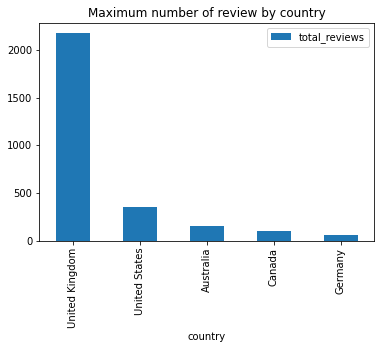 Maximum number of review by country
total_reviews
2000
1500
1000
500
0
United Kingdom
United States
Australia
Canada
Germany
country